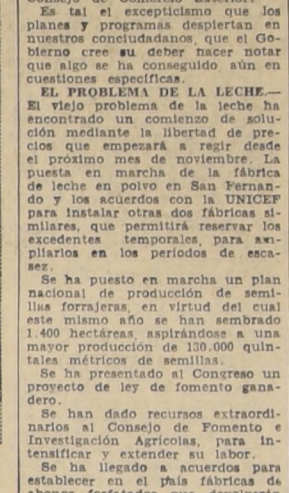 Consejo de Comercio Exterior.
Es tal el excepticismo que los
planes y programas despiertan en
nuestros conciudadanos, que el Go-
bierno cree su deber hacer notar
que algo se ha conseguido, aún en
cuestiones específicas.
EL PROBLEMA DE LA LECHE.—
El viejo problema de la leche ha
encontrado un comienzo de solu-
ción mediante la libertad de pre-
cios que empezará a regir desde
el próximo mes de noviembre. La
puesta en marcha de la fábrica
de leche en polvo en San Fernan-
do y los acuerdos con la UNICEF
para instalar otras dos fábricas si-
milares, que permitirá reservar los
excedentes temporales, para am-
pliarlos en los períodos de esca-
sez.
Se ha puesto en marcha un plan
nacional de producción de semi-
llas forrajeras, en virtud del cual
este mismo año se han sembrado
1.400 hectáreas, aspirándose a una
mayor producción de 130.000 quin-
tales métricos de semillas.
Se ha presentado al Congreso un
proyecto de ley de fomento gana-
dero.
Se han dado recursos extraordi-
narios al Consejo de Fomento e
Investigación Agrícolas, para in-
tensificar y extender su labor.
Se ha llegado a acuerdos para
establecer en el país fábricas de
abonos fosfatados que